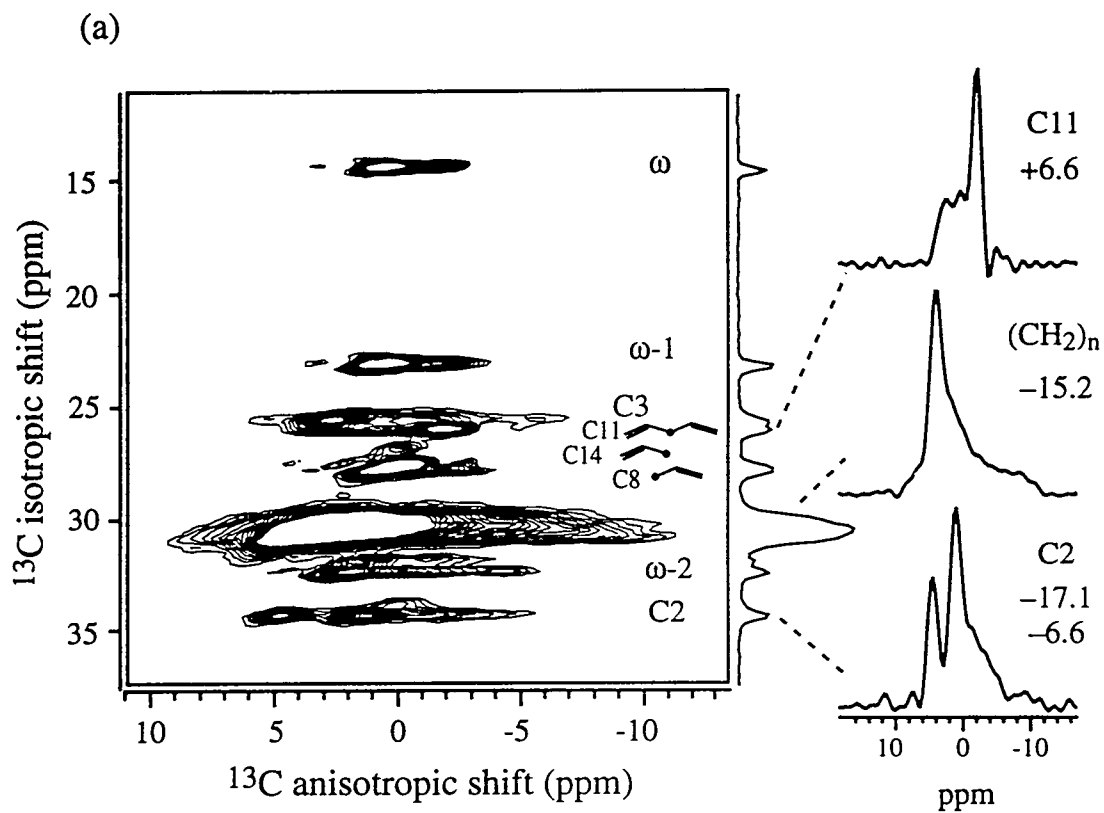 (a)
13C isotropic shift (ppm)
15
20
25
30
35
ω
ω-1
C3
C11
C14
C8
ω-2
C2
10 5 0 -5 -10
13C anisotropic shift (ppm)
C11
+6.6
(CH2)n
−15.2
C2
−17.1
−6.6
10 0 -10
ppm